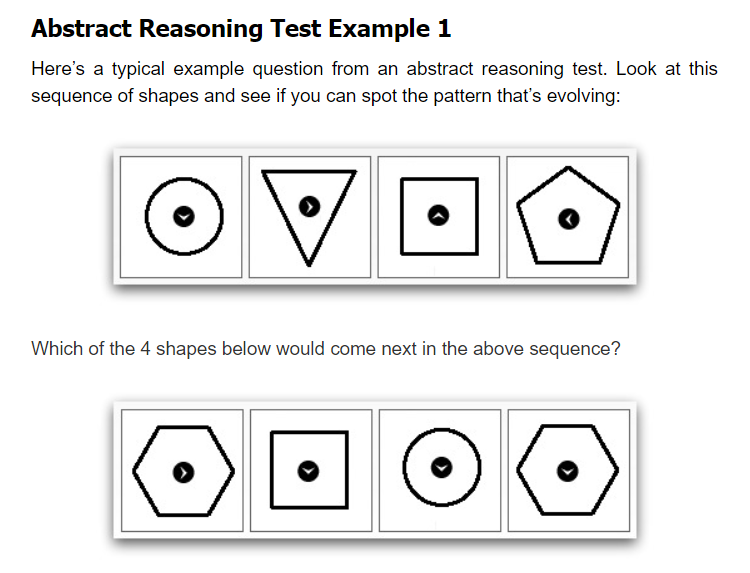 Abstract Reasoning Test Example 1
Here’s a typical example question from an abstract reasoning test. Look at this
sequence of shapes and see if you can spot the pattern that’s evolving:
Which of the 4 shapes below would come next in the above sequence?